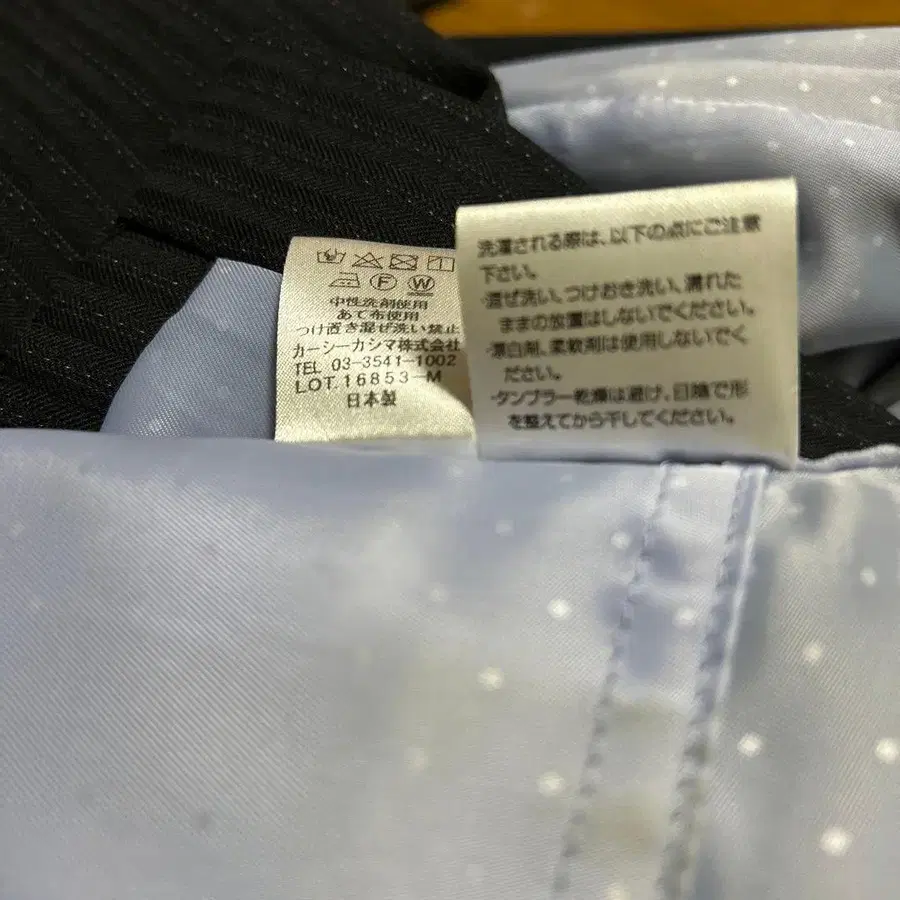 F W
中性洗剤使用
あて布使用
つけ置き混ぜ洗い禁止
カーシーカシマ株式会社
TEL 03-3541-1002
LOT.16853-M
日本製
洗濯される際は、以下の点にご注意
下さい。
・混ぜ洗い、つけおき洗い、濡れた
ままの放置はしないでください。
・漂白剤、柔軟剤は使用しないでく
ださい。
・タンブラー乾燥は避け、日陰で形
を整えてから干してください。